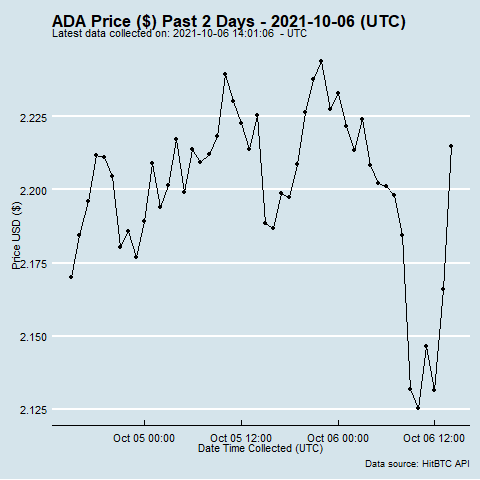 ADA Price ($) Past 2 Days - 2021-10-06 (UTC)
Latest data collected on: 2021-10-06 14:01:06  - UTC
Price USD ($)
2.225
2.200
2.175
2.150
2.125
Oct 05 00:00 Oct 05 12:00 Oct 06 00:00 Oct 06 12:00
Date Time Collected (UTC)
Data source: HitBTC API